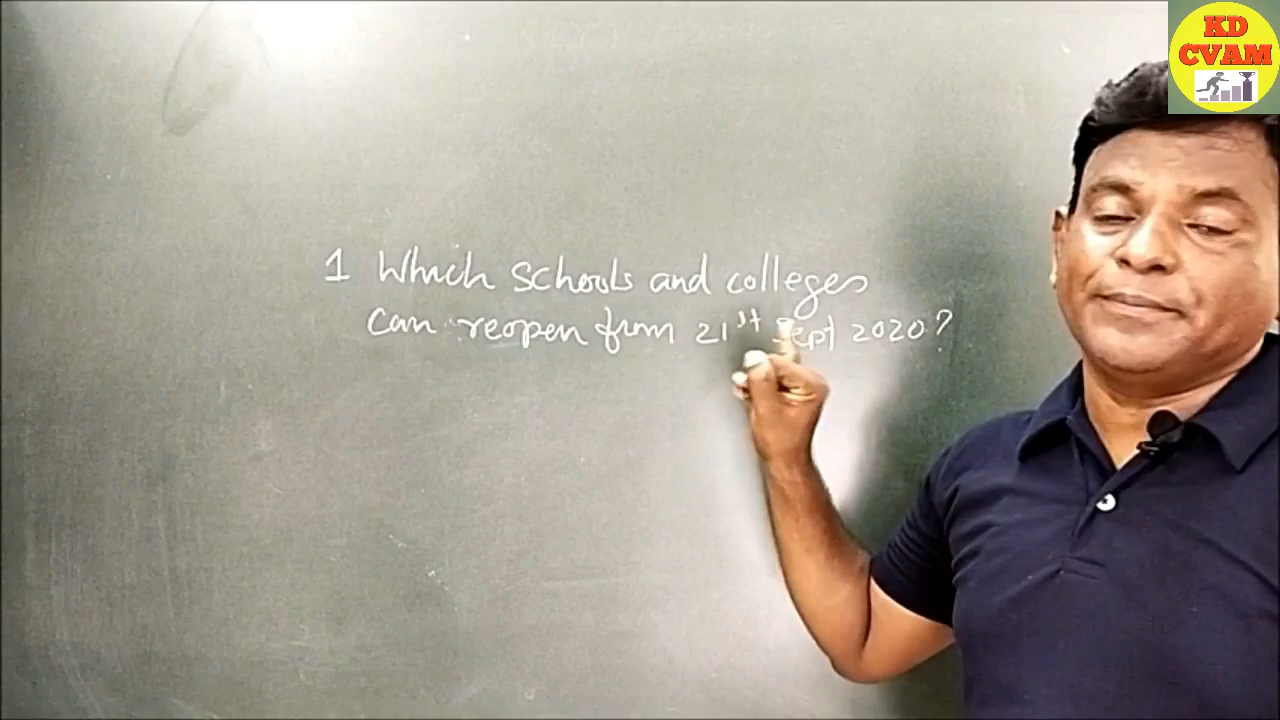 KD
CVAM
1 Which schools and colleges
can reopen from 21st Sept 2020?